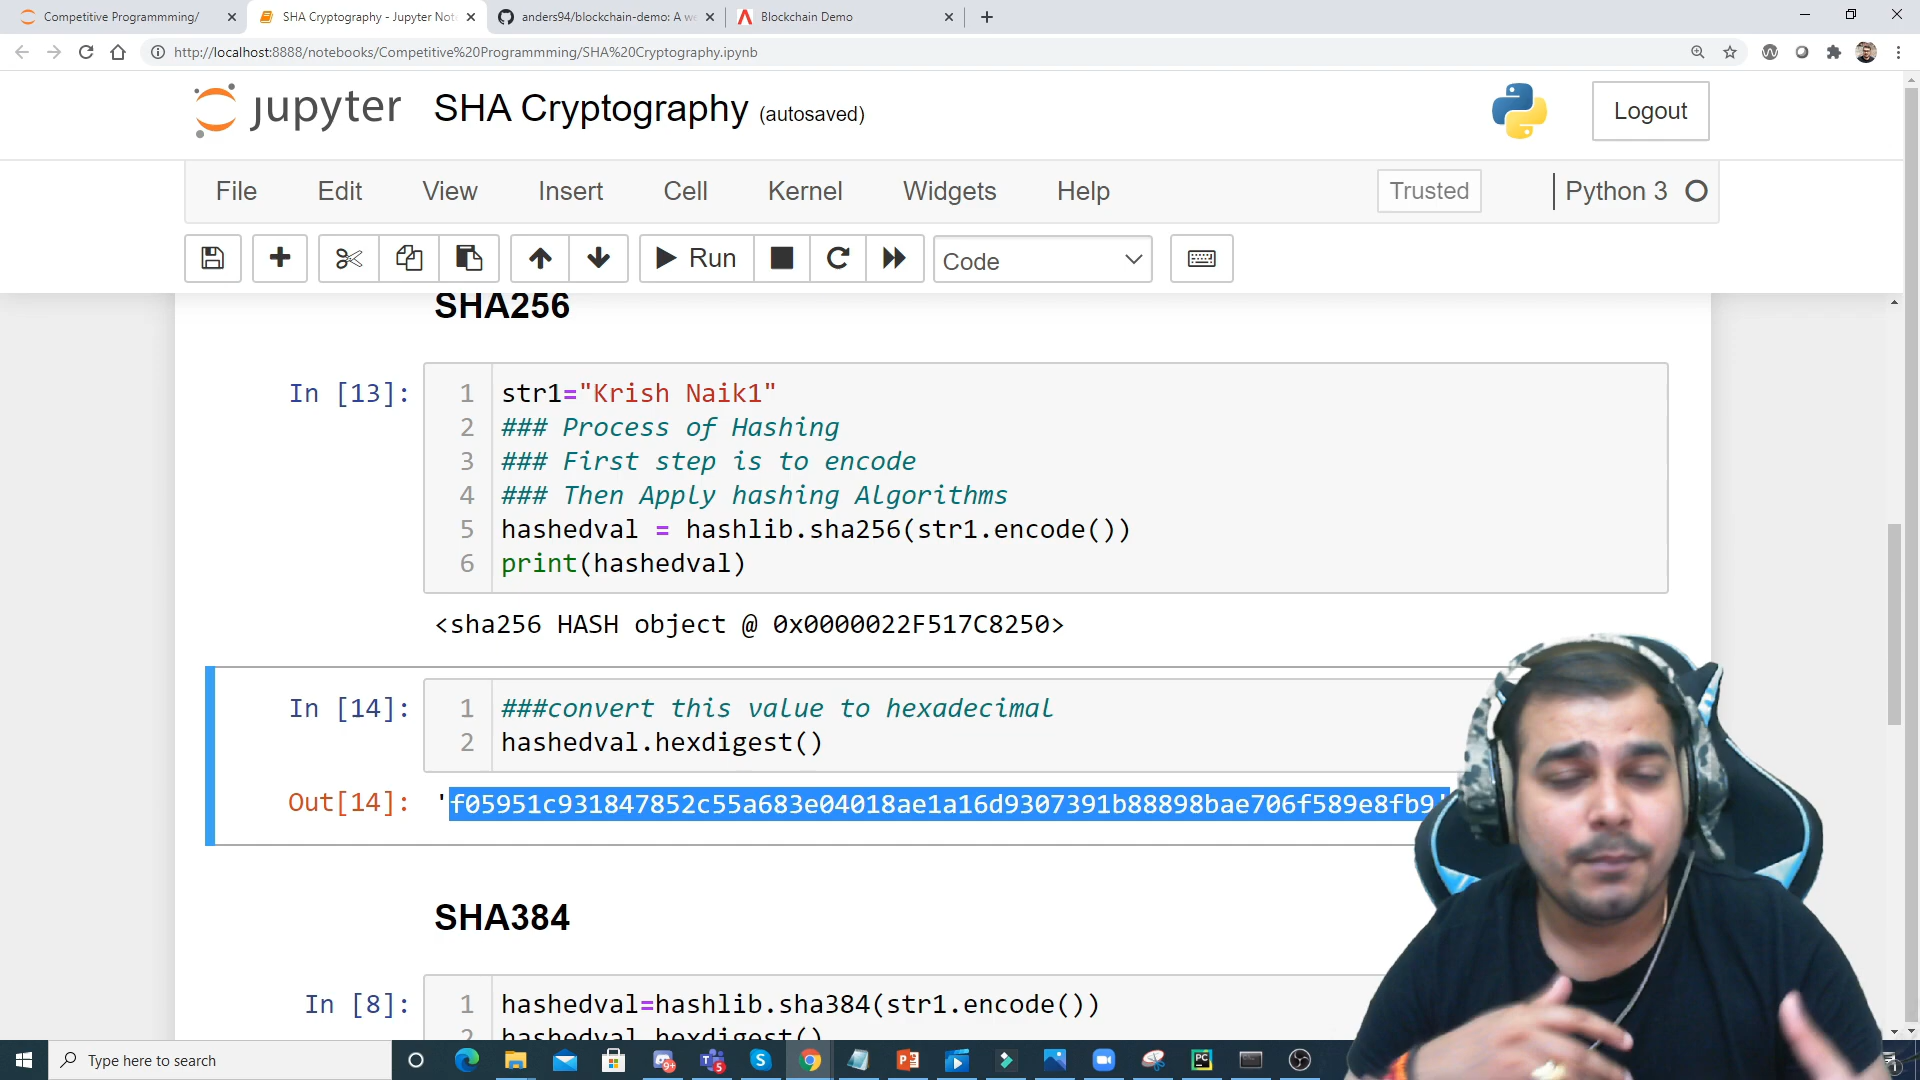 Competitive Programmming/
SHA Cryptography - Jupyter Not
anders94/blockchain-demo: A w
Blockchain Demo
http://localhost:8888/notebooks/Competitive%20Programmming/SHA%20Cryptography.ipynb
jupyter SHA Cryptography (autosaved)
Logout
File Edit View Insert Cell Kernel Widgets Help
Trusted
Python 3
Run
Code
SHA256
In [13]:
1 str1="Krish Naik1"
2 ### Process of Hashing
3 ### First step is to encode
4 ### Then Apply hashing Algorithms
5 hashedval = hashlib.sha256(str1.encode())
6 print(hashedval)
<sha256 HASH object @ 0x0000022F517C8250>
In [14]:
1 ###convert this value to hexadecimal
2 hashedval.hexdigest()
Out[14]: 'f05951c931847852c55a683e04018ae1a16d9307391b88898bae706f589e8fb9'
SHA384
In [8]:
1 hashedval=hashlib.sha384(str1.encode())
2 hashedval.hexdigest()
Type here to search